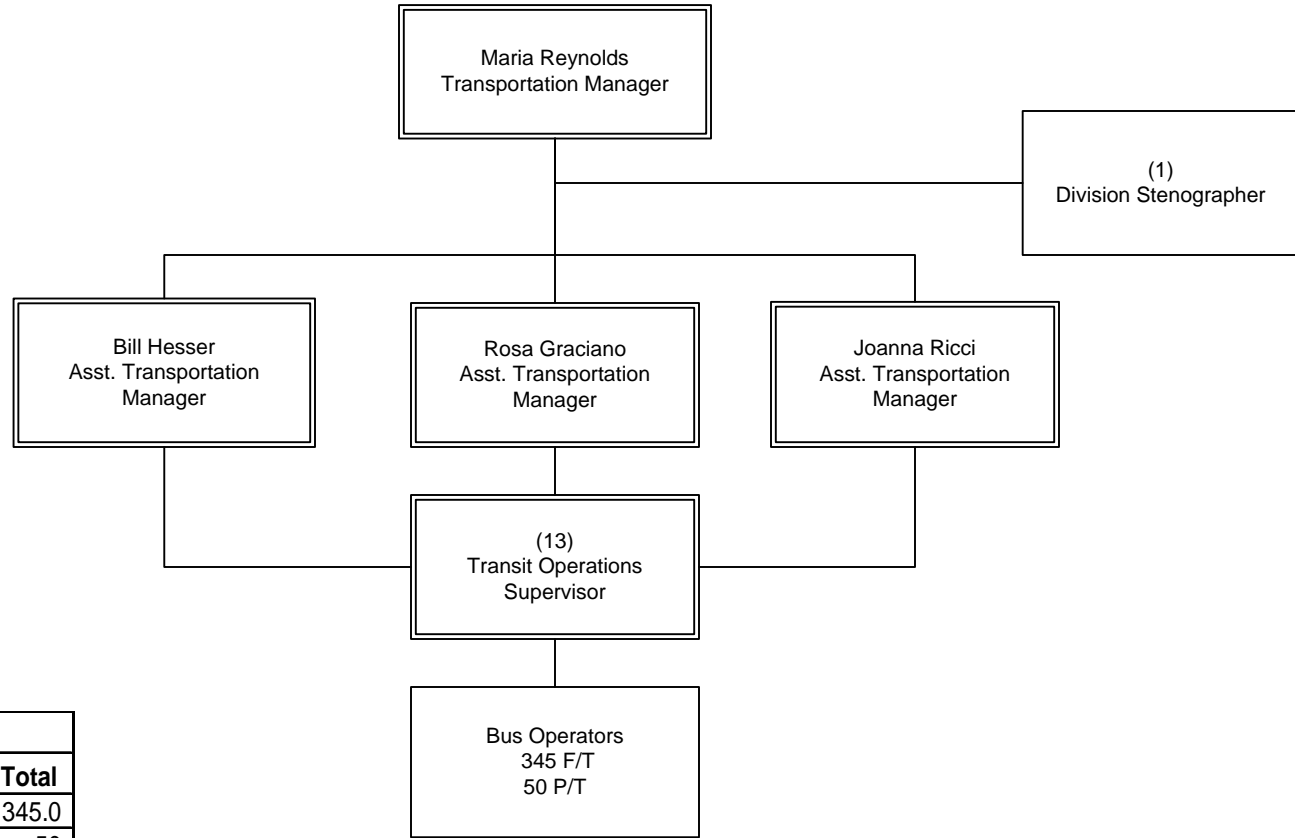 Maria Reynolds
Transportation Manager
(1)
Division Stenographer
Bill Hesser
Asst. Transportation
Manager
Rosa Graciano
Asst. Transportation
Manager
Joanna Ricci
Asst. Transportation
Manager
(13)
Transit Operations
Supervisor
Bus Operators
345 F/T
50 P/T
Total
345.0